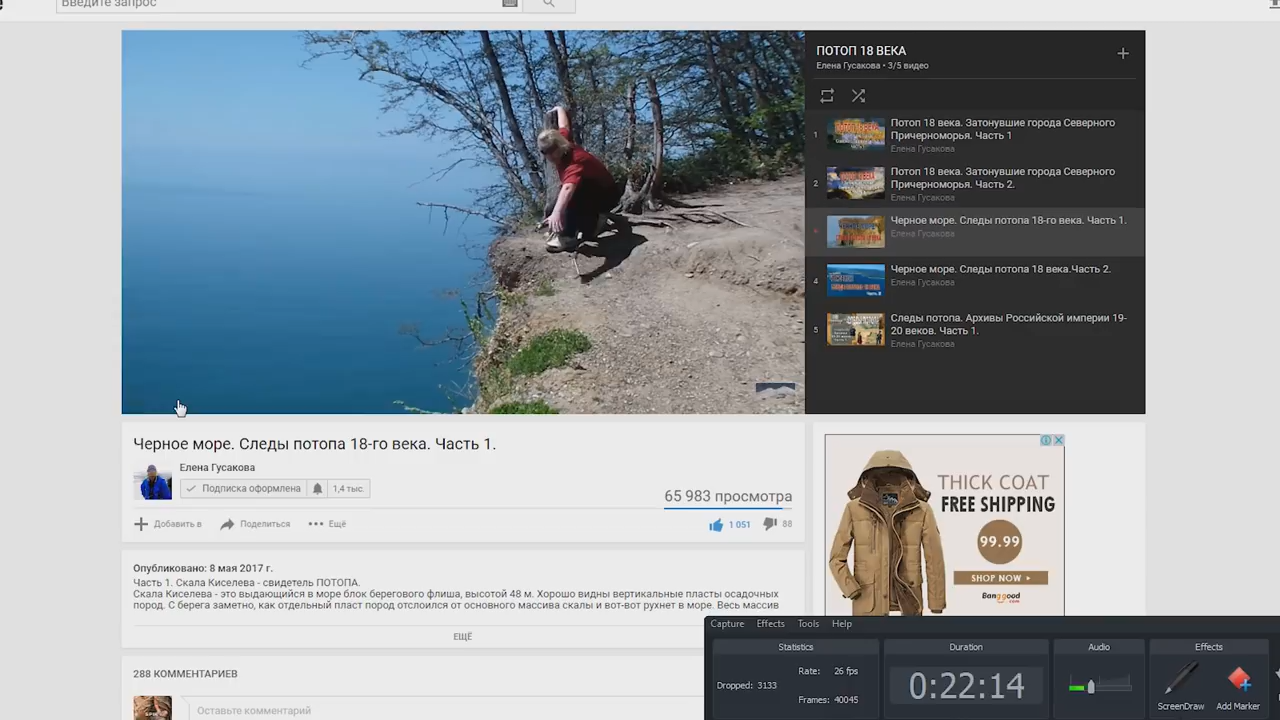 Введите запрос
ПОТОП 18 ВЕКА
Елена Гусакова • 3/5 видео
1
Потоп 18 века. Затонувшие города Северного
Причерноморья. Часть 1
Елена Гусакова
2
Потоп 18 века. Затонувшие города Северного
Причерноморья. Часть 2.
Елена Гусакова
Черное море. Следы потопа 18-го века. Часть 1.
Елена Гусакова
4
Черное море. Следы потопа 18 века.Часть 2.
Елена Гусакова
5
Следы потопа. Архивы Российской империи 19-
20 веков. Часть 1.
Елена Гусакова
Черное море. Следы потопа 18-го века. Часть 1.
Елена Гусакова
Подписка оформлена 1,4 тыс.
65 983 просмотра
Добавить в Поделиться Ещё
1 051 88
Опубликовано: 8 мая 2017 г.
Часть 1. Скала Киселева - свидетель ПОТОПА.
Скала Киселева - это выдающийся в море блок берегового флиша, высотой 48 м. Хорошо видны вертикальные пласты осадочных
пород. С берега заметно, как отдельный пласт пород отслоился от основного массива скалы и вот-вот рухнет в море. Весь массив
ЕЩЁ
288 КОММЕНТАРИЕВ
Оставьте комментарий
THICK COAT
FREE SHIPPING
99.99
SHOP NOW
Banggood
.com
Capture Effects Tools Help
Statistics
Rate: 26 fps
Dropped: 3133
Frames: 40045
Duration
0:22:14
Audio
Effects
ScreenDraw
Add Marker